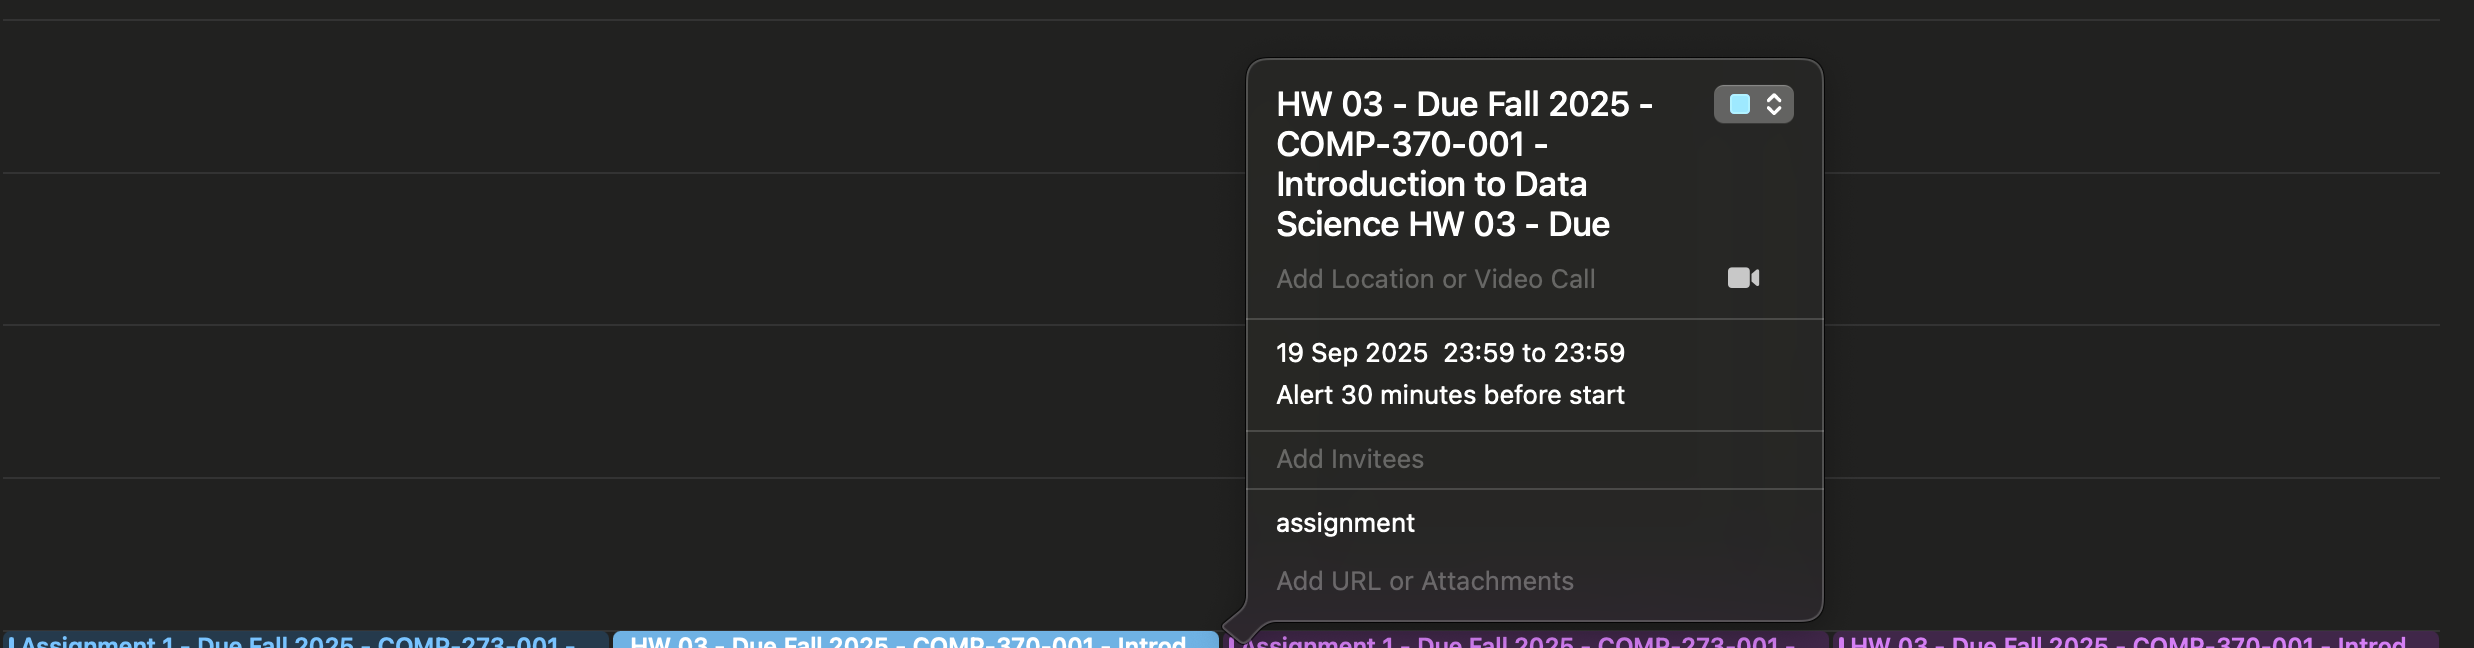 HW 03 - Due Fall 2025 -
COMP-370-001 -
Introduction to Data
Science HW 03 - Due
Add Location or Video Call
19 Sep 2025 23:59 to 23:59
Alert 30 minutes before start
Add Invitees
assignment
Add URL or Attachments
Assignment 1 - Due Fall 2025 - COMP-273-001 -
HW 03 - Due Fall 2025 - COMP-370-001 - Introd
Assignment 1 - Due Fall 2025 - COMP-273-001 -
HW 03 - Due Fall 2025 - COMP-370-001 - Introd